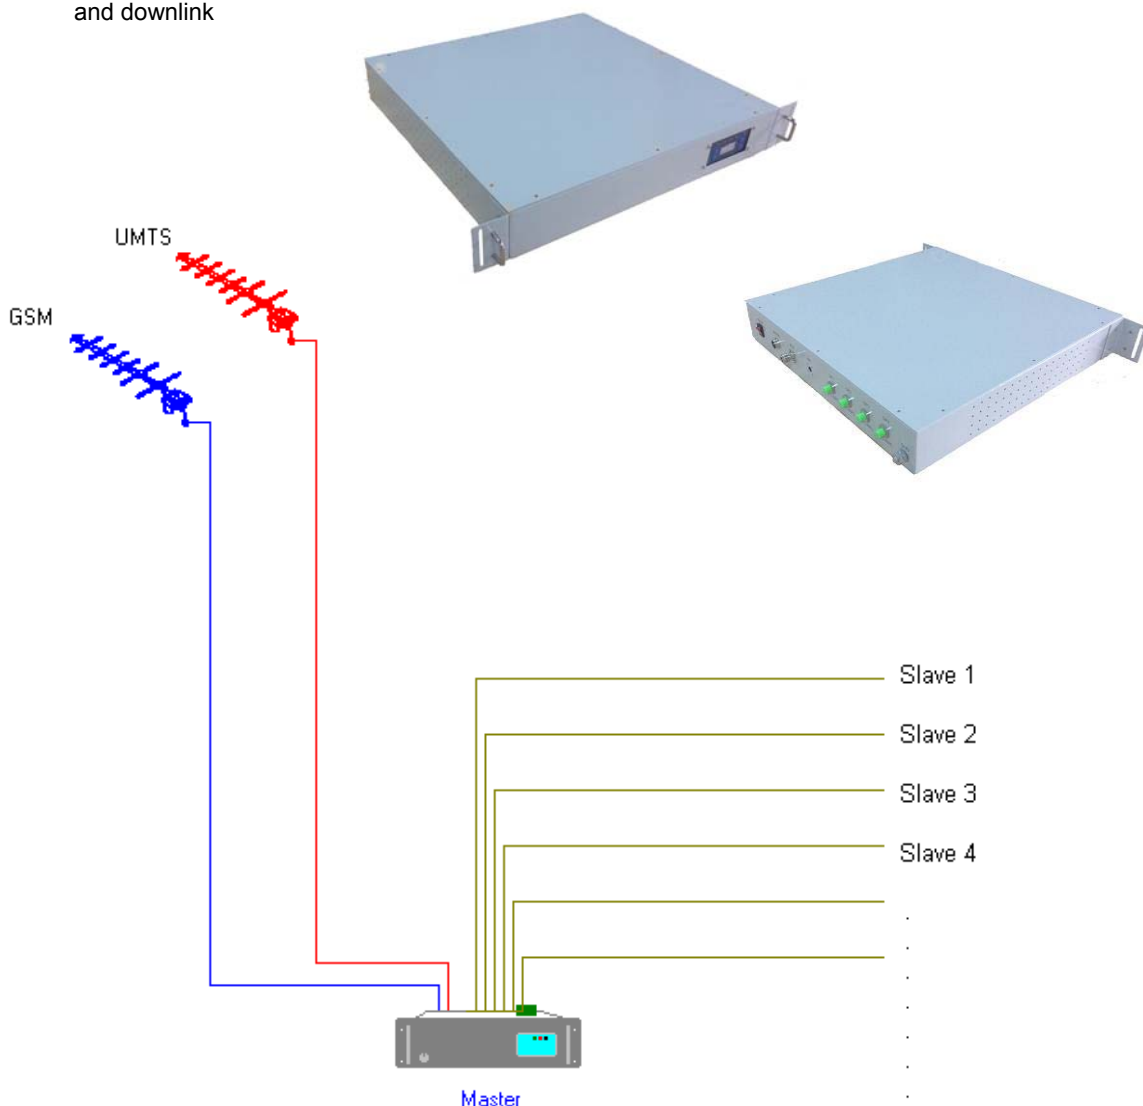 and downlink
UMTS
GSM
Slave 1
Slave 2
Slave 3
Slave 4
.
.
.
.
.
.
.
Master